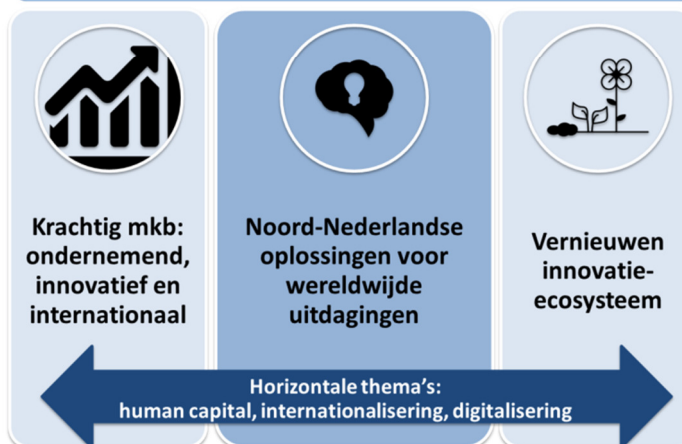 Krachtig mkb:
ondernemend,
innovatief en
internationaal
Noord-Nederlandse
oplossingen voor
wereldwijde
uitdagingen
Vernieuwen
innovatie-
ecosysteem
Horizontale thema's:
human capital, internationalisering, digitalisering